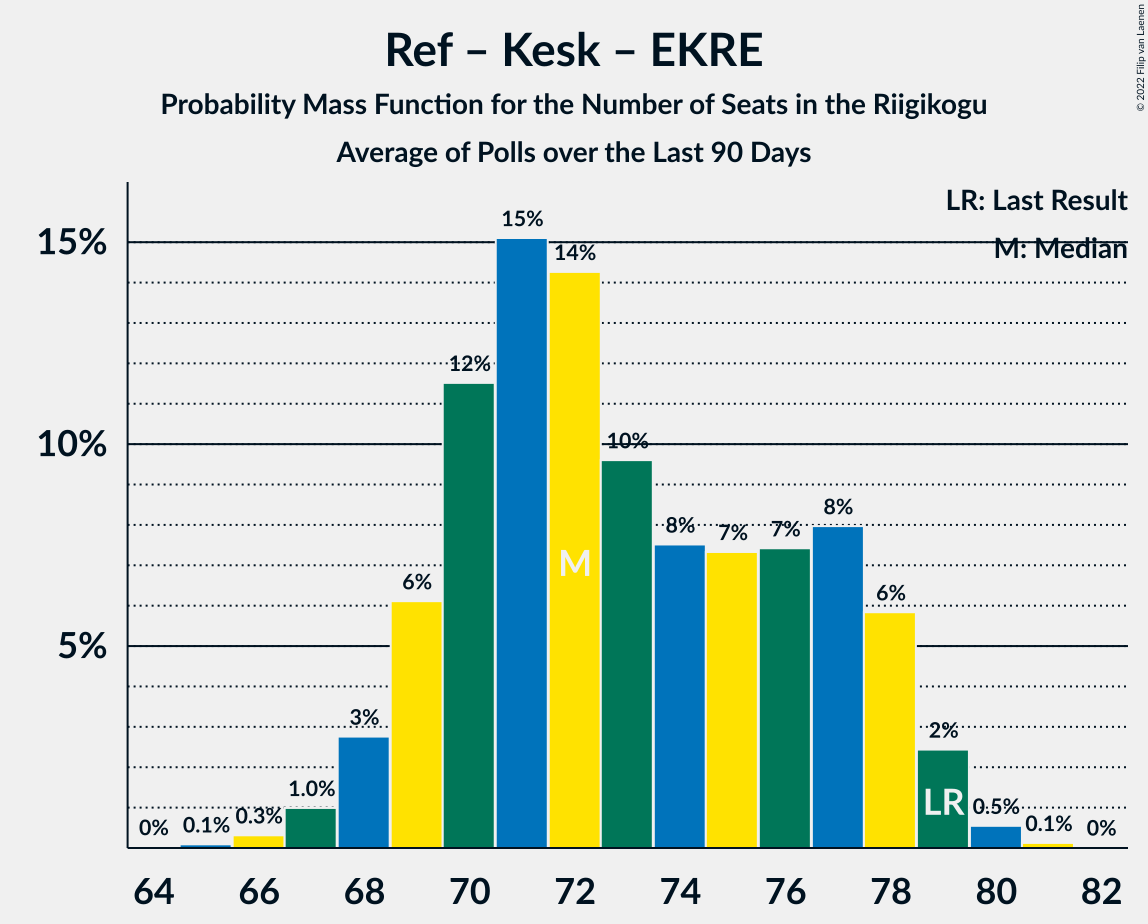 Ref – Kesk – EKRE
Probability Mass Function for the Number of Seats in the Riigikogu
Average of Polls over the Last 90 Days
© 2022 Filip van Laenen
LR: Last Result
M: Median
15%
10%
5%
0%
0.1%
0.3%
1.0%
3%
6%
12%
15%
14%
10%
8%
7%
7%
8%
6%
2%
0.5%
0.1%
0%
M
LR
64 66 68 70 72 74 76 78 80 82